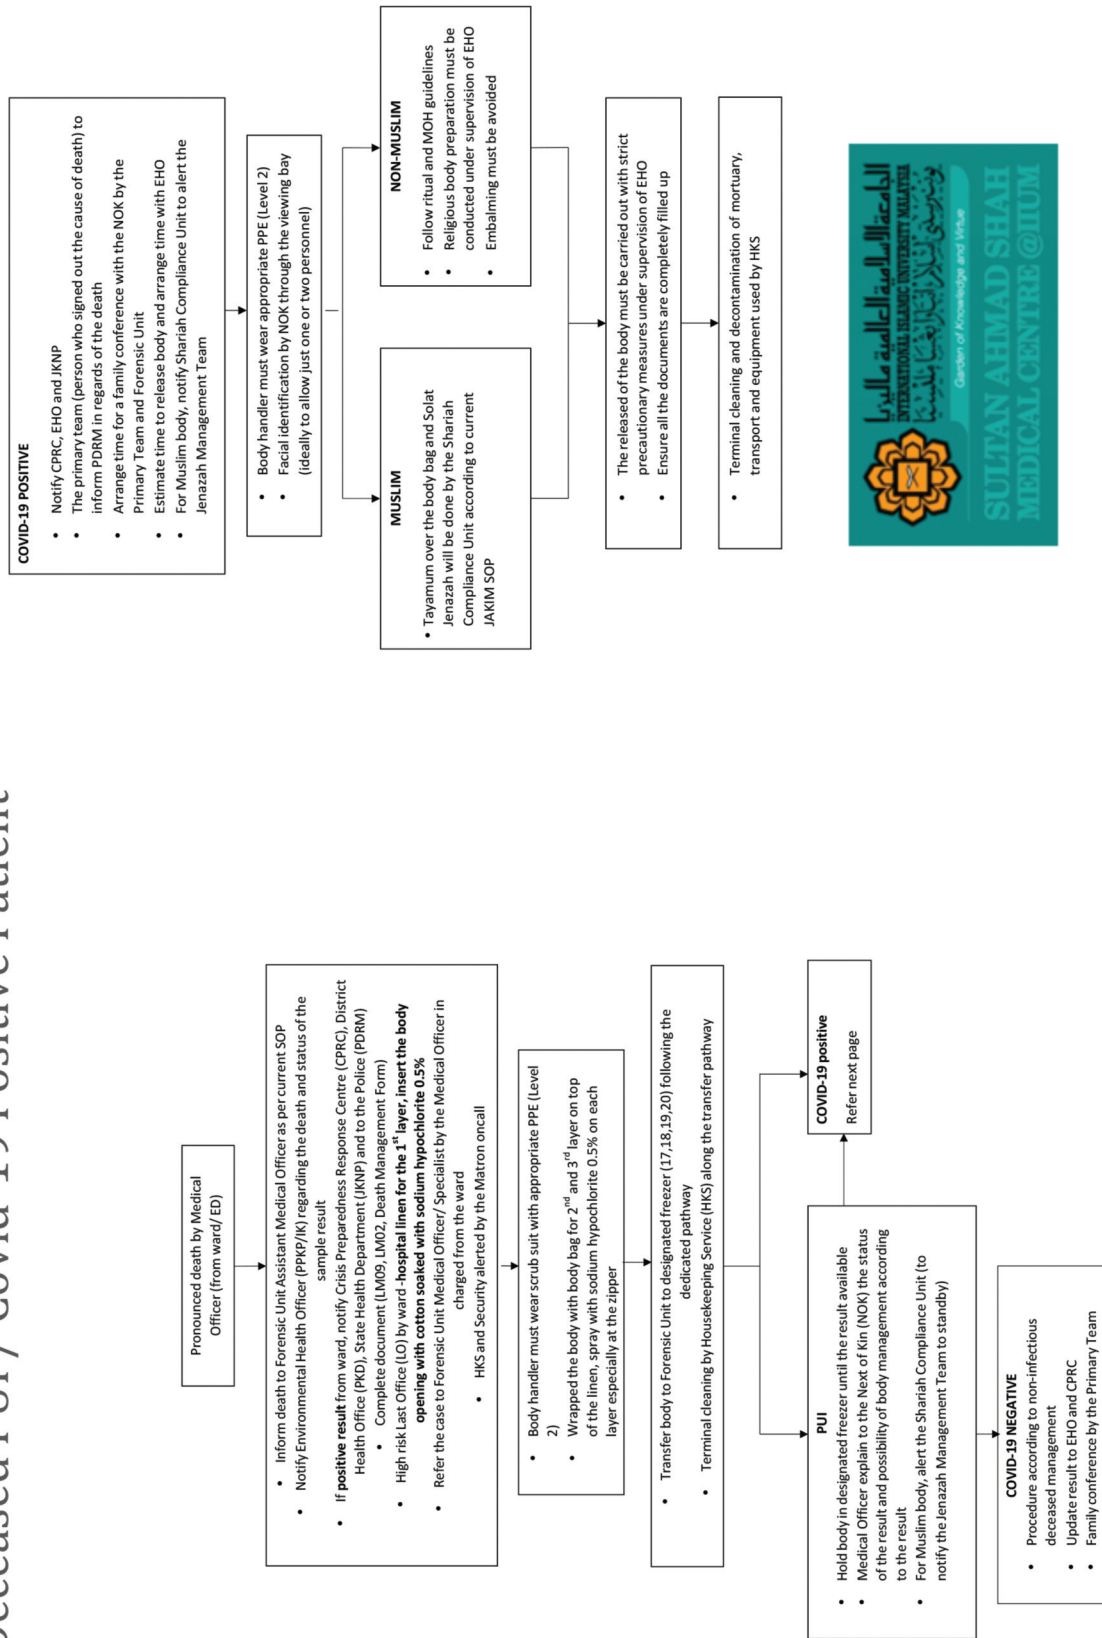 Deceased PUI / Covid-19 Positive Patient
Pronounced death by Medical
Officer (from ward/ ED)
• Inform death to Forensic Unit Assistant Medical Officer as per current SOP
• Notify Environmental Health Officer (PPKP/IK) regarding the death and status of the
sample result
• If positive result from ward, notify Crisis Preparedness Response Centre (CPRC), District
Health Office (PKD), State Health Department (JKNP) and to the Police (PDRM)
• Complete document (LM09, LM02, Death Management Form)
• High risk Last Office (LO) by ward -hospital linen for the 1st layer, insert the body
opening with cotton soaked with sodium hypochlorite 0.5%
• Refer the case to Forensic Unit Medical Officer/ Specialist by the Medical Officer in
charged from the ward
• HKS and Security alerted by the Matron oncall
• Body handler must wear scrub suit with appropriate PPE (Level
2)
• Wrapped the body with body bag for 2nd and 3rd layer on top
of the linen, spray with sodium hypochlorite 0.5% on each
layer especially at the zipper
• Transfer body to Forensic Unit to designated freezer (17,18,19,20) following the
dedicated pathway
• Terminal cleaning by Housekeeping Service (HKS) along the transfer pathway
PUI
• Hold body in designated freezer until the result available
• Medical Officer explain to the Next of Kin (NOK) the status
of the result and possibility of body management according
to the result
• For Muslim body, alert the Shariah Compliance Unit (to
notify the Jenazah Management Team to standby)
COVID-19 positive
Refer next page
COVID-19 NEGATIVE
• Procedure according to non-infectious
deceased management
• Update result to EHO and CPRC
• Family conference by the Primary Team
COVID-19 POSITIVE
• Notify CPRC, EHO and JKNP
• The primary team (person who signed out the cause of death) to
inform PDRM in regards of the death
• Arrange time for a family conference with the NOK by the
Primary Team and Forensic Unit
• Estimate time to release body and arrange time with EHO
• For Muslim body, notify Shariah Compliance Unit to alert the
Jenazah Management Team
• Body handler must wear appropriate PPE (Level 2)
• Facial identification by NOK through the viewing bay
(ideally to allow just one or two personnel)
MUSLIM
• Tayamum over the body bag and Solat
Jenazah will be done by the Shariah
Compliance Unit according to current
JAKIM SOP
NON-MUSLIM
• Follow ritual and MOH guidelines
• Religious body preparation must be
conducted under supervision of EHO
• Embalming must be avoided
• The released of the body must be carried out with strict
precautionary measures under supervision of EHO
• Ensure all the documents are completely filled up
• Terminal cleaning and decontamination of mortuary,
transport and equipment used by HKS
الجامعة الإسلامية العالمية ماليزيا
INTERNATIONAL ISLAMIC UNIVERSITY MALAYSIA
Garden of Knowledge and Virtue
SULTAN AHMAD SHAH
MEDICAL CENTRE @IIUM